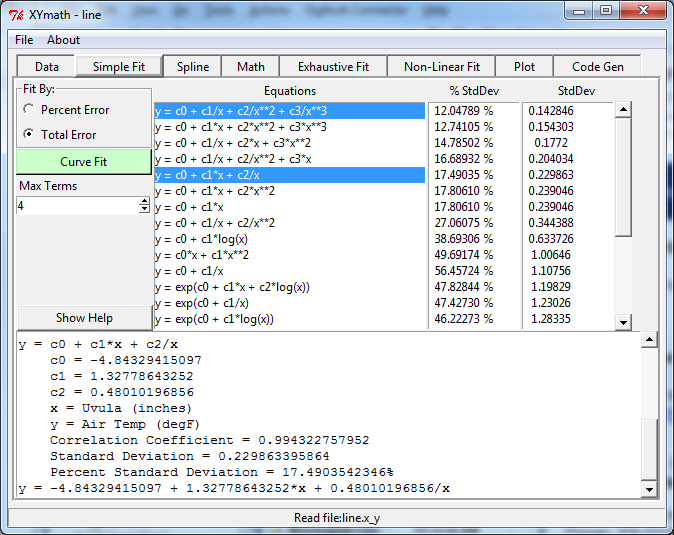 XYmath - line
File About
Data Simple Fit Spline Math Exhaustive Fit Non-Linear Fit Plot Code Gen
Fit By:
Percent Error
Total Error
Curve Fit
Max Terms
4
Show Help
Equations % StdDev StdDev
y = c0 + c1/x + c2/x**2 + c3/x**3 12.04789 % 0.142846
y = c0 + c1*x + c2*x**2 + c3*x**3 12.74105 % 0.154303
y = c0 + c1/x + c2*x + c3*x**2 14.78502 % 0.1772
y = c0 + c1/x + c2/x**2 + c3*x 16.68932 % 0.204034
y = c0 + c1*x + c2/x 17.49035 % 0.229863
y = c0 + c1*x + c2*x**2 17.80610 % 0.239046
y = c0 + c1*x 17.80610 % 0.239046
y = c0 + c1/x + c2/x**2 27.06075 % 0.344388
y = c0 + c1*log(x) 38.69306 % 0.633726
y = c0*x + c1*x**2 49.69174 % 1.00646
y = c0 + c1/x 56.45724 % 1.10756
y = exp(c0 + c1*x + c2*log(x)) 47.82844 % 1.19829
y = exp(c0 + c1/x) 47.42730 % 1.23026
y = exp(c0 + c1*log(x)) 46.22273 % 1.28335
y = c0 + c1*x + c2/x
c0 = -4.84329415097
c1 = 1.32778643252
c2 = 0.48010196856
x = Uvula (inches)
y = Air Temp (degF)
Correlation Coefficient = 0.994322757952
Standard Deviation = 0.229863395864
Percent Standard Deviation = 17.4903542346%
y = -4.84329415097 + 1.32778643252*x + 0.48010196856/x
Read file:line.x_y